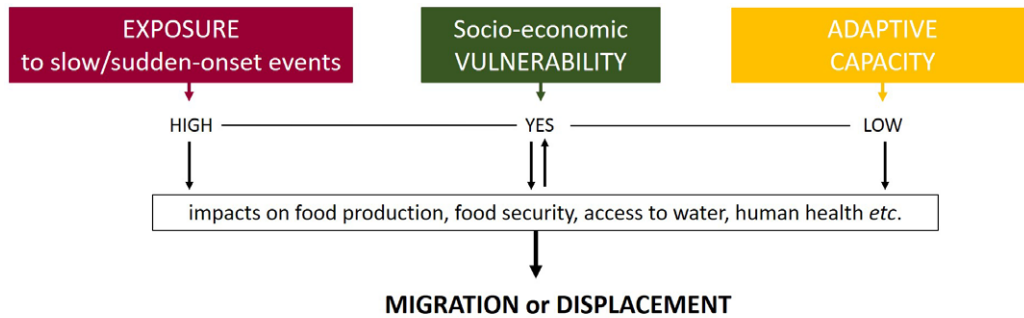 EXPOSURE
to slow/sudden-onset events
Socio-economic
VULNERABILITY
ADAPTIVE
CAPACITY
HIGH
YES
LOW
impacts on food production, food security, access to water, human health etc.
MIGRATION or DISPLACEMENT